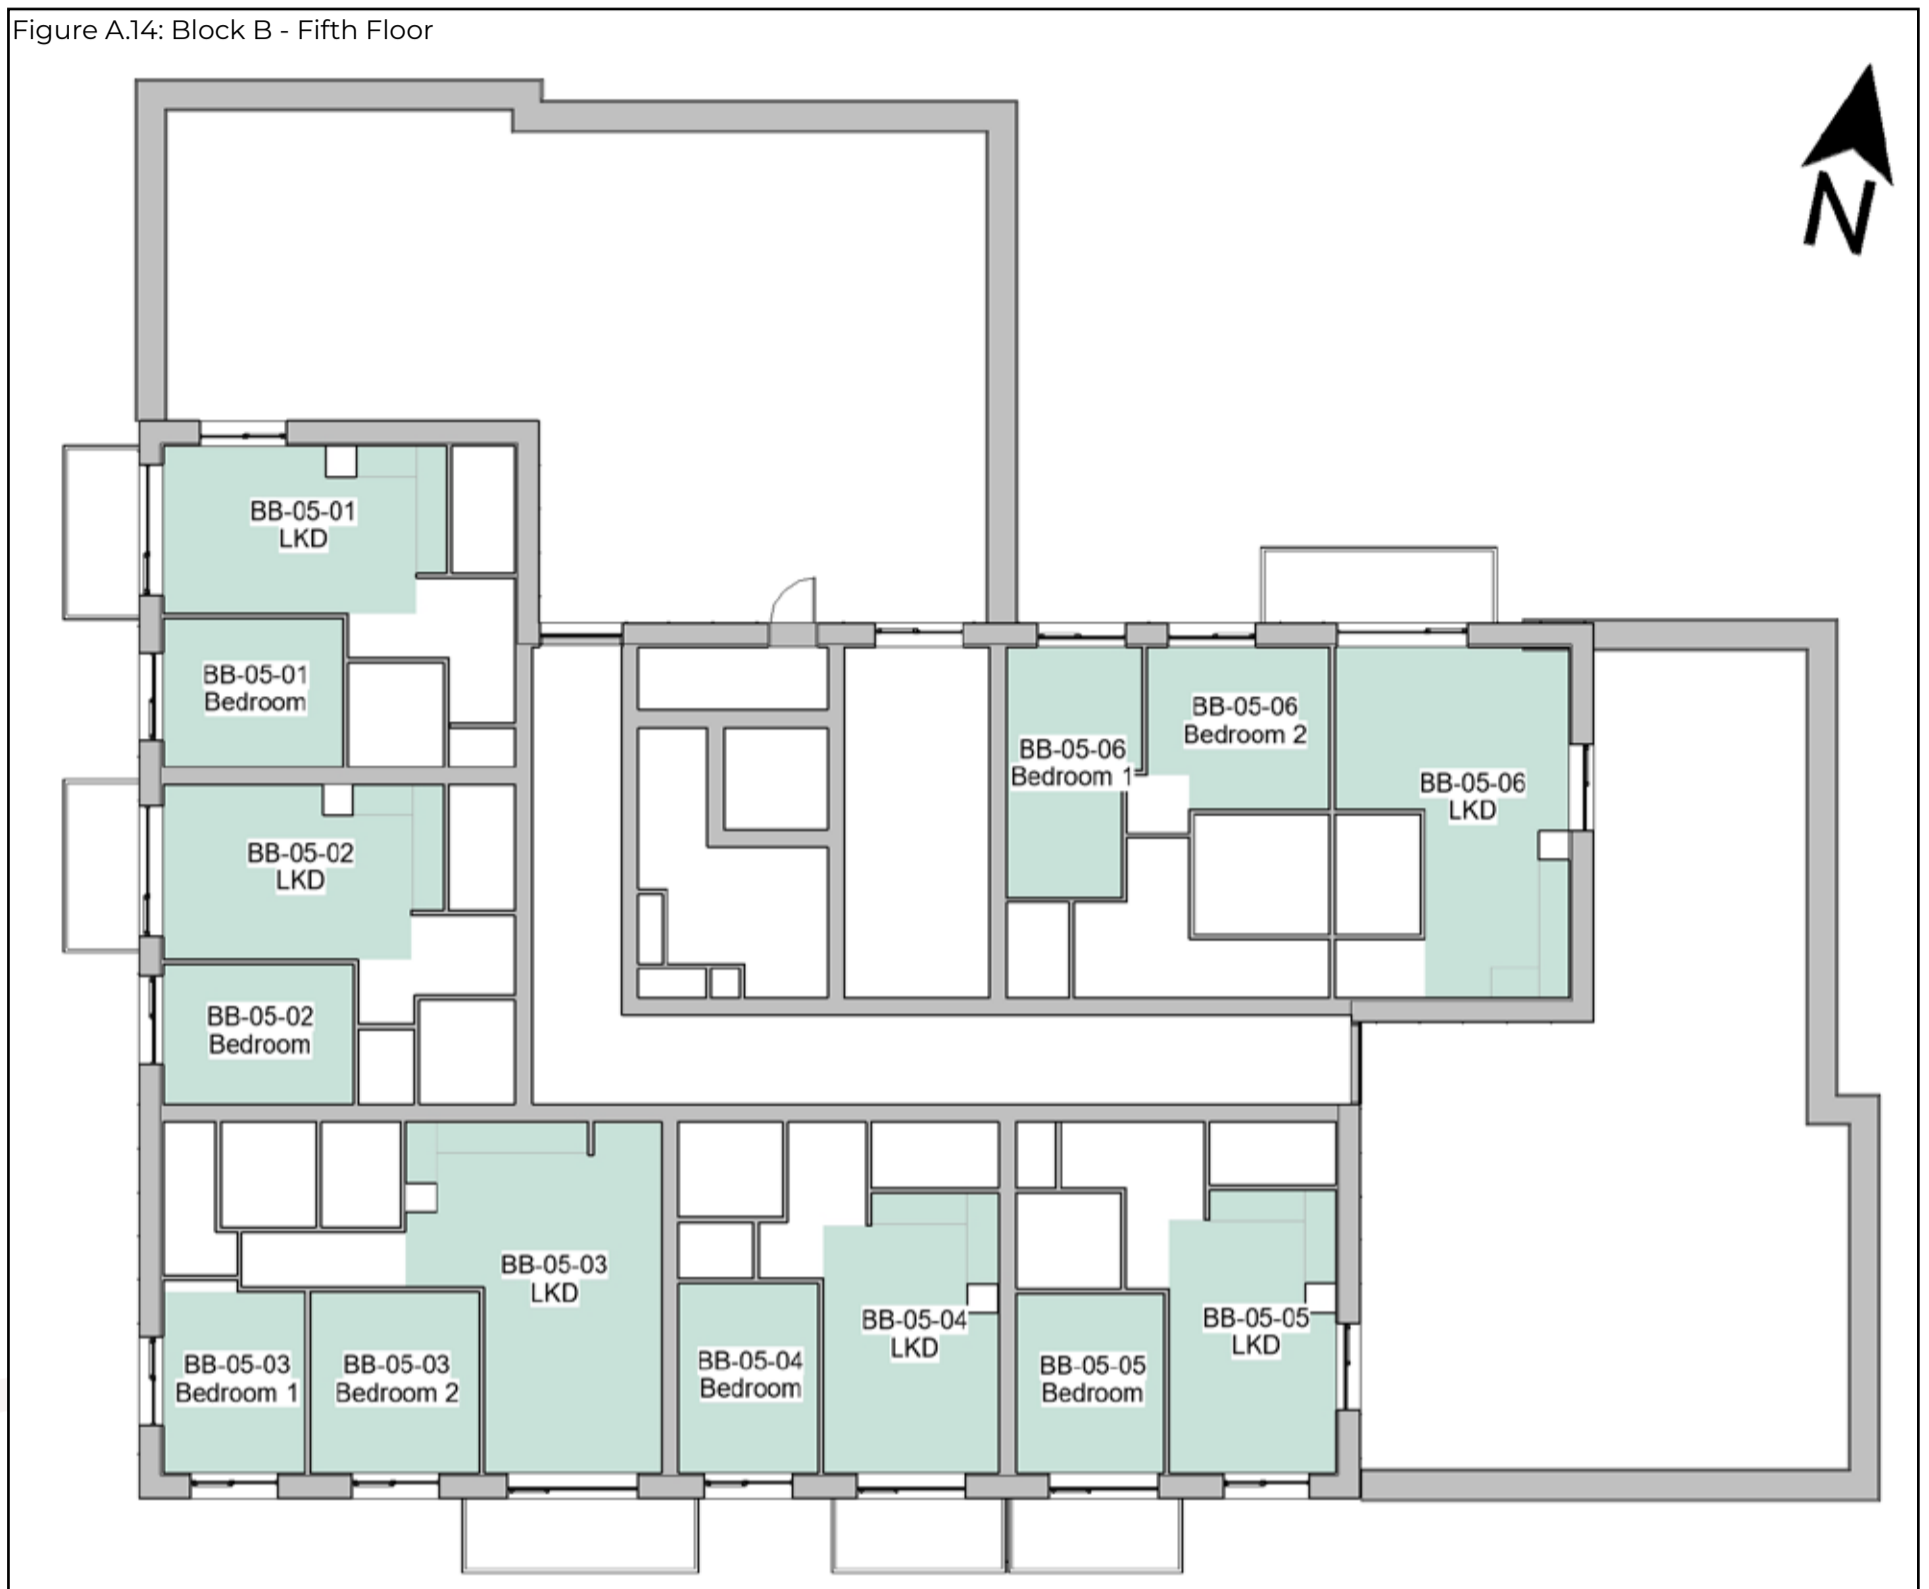 Figure A.14: Block B - Fifth Floor
N
BB-05-01
LKD
BB-05-01
Bedroom
BB-05-06
Bedroom 2
BB-05-06
Bedroom 1
BB-05-06
LKD
BB-05-02
LKD
BB-05-02
Bedroom
BB-05-03
LKD
BB-05-04
LKD
BB-05-05
LKD
BB-05-03
Bedroom 1
BB-05-03
Bedroom 2
BB-05-04
Bedroom
BB-05-05
Bedroom